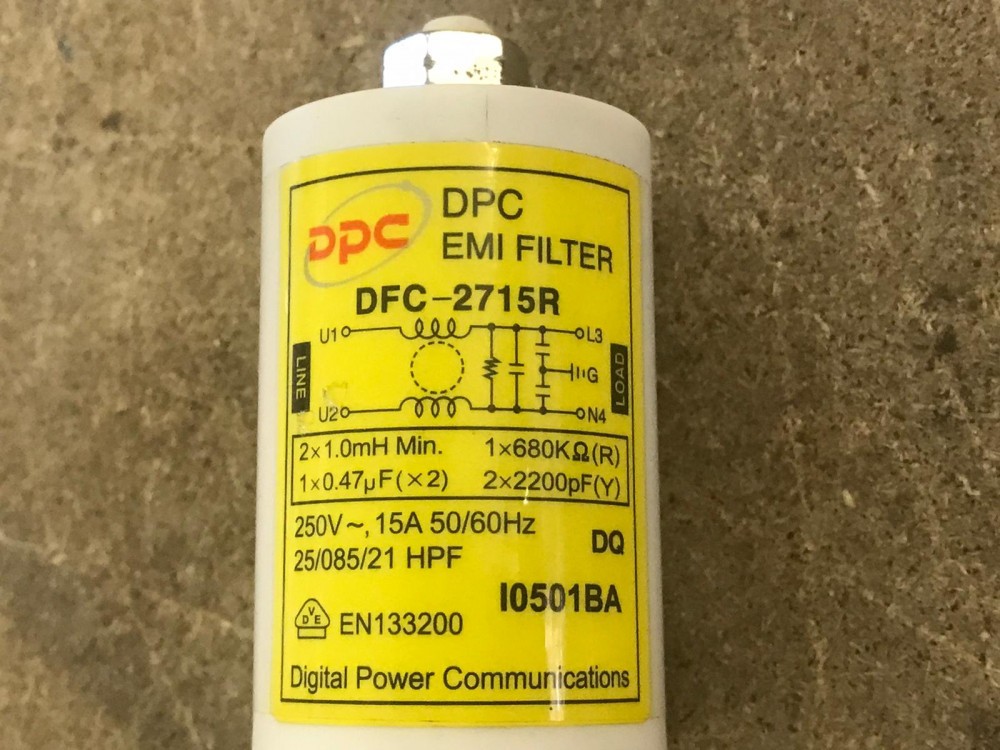 DPC
DPC
EMI FILTER
DFC-2715R
U1
L3
LINE
G
LOAD
U2
N4
2×1.0mH Min. 1×680KΩ(R)
1×0.47µF(×2) 2×2200pF(Y)
250V~, 15A 50/60Hz
25/085/21 HPF
DQ
I0501BA
VDE EN133200
Digital Power Communications